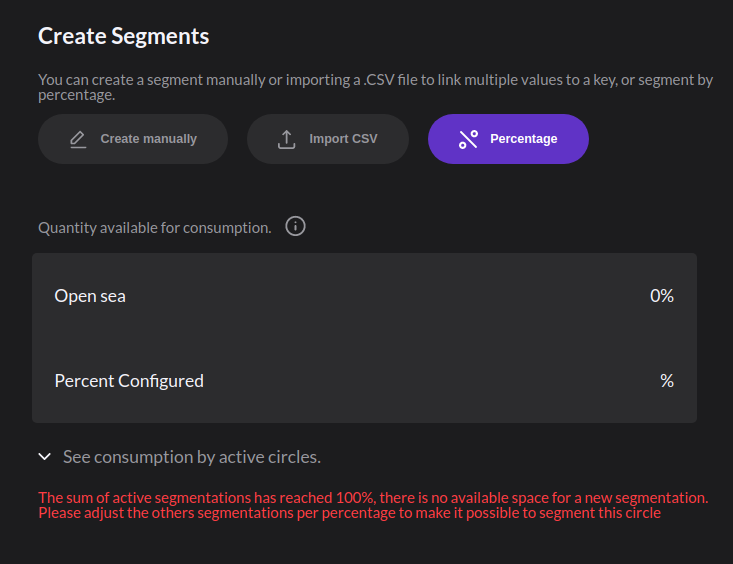 Create Segments
You can create a segment manually or importing a .CSV file to link multiple values to a key, or segment by
percentage.
Create manually
Import CSV
Percentage
Quantity available for consumption.
Open sea
0%
Percent Configured
%
See consumption by active circles.
The sum of active segmentations has reached 100%, there is no available space for a new segmentation.
Please adjust the others segmentations per percentage to make it possible to segment this circle